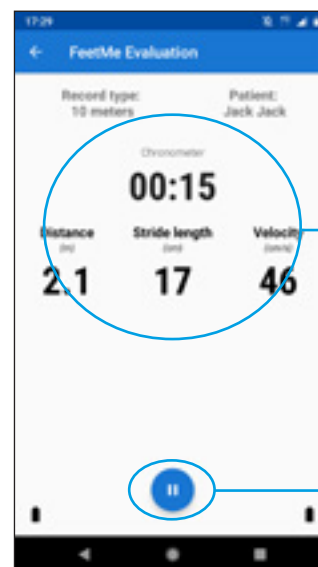 17:29
FeetMe Evaluation
Record type: Patient:
10 meters Jack Jack
Chronometer
00:15
Distance Stride length Velocity
(m) (cm) (cm/s)
2.1 17 46